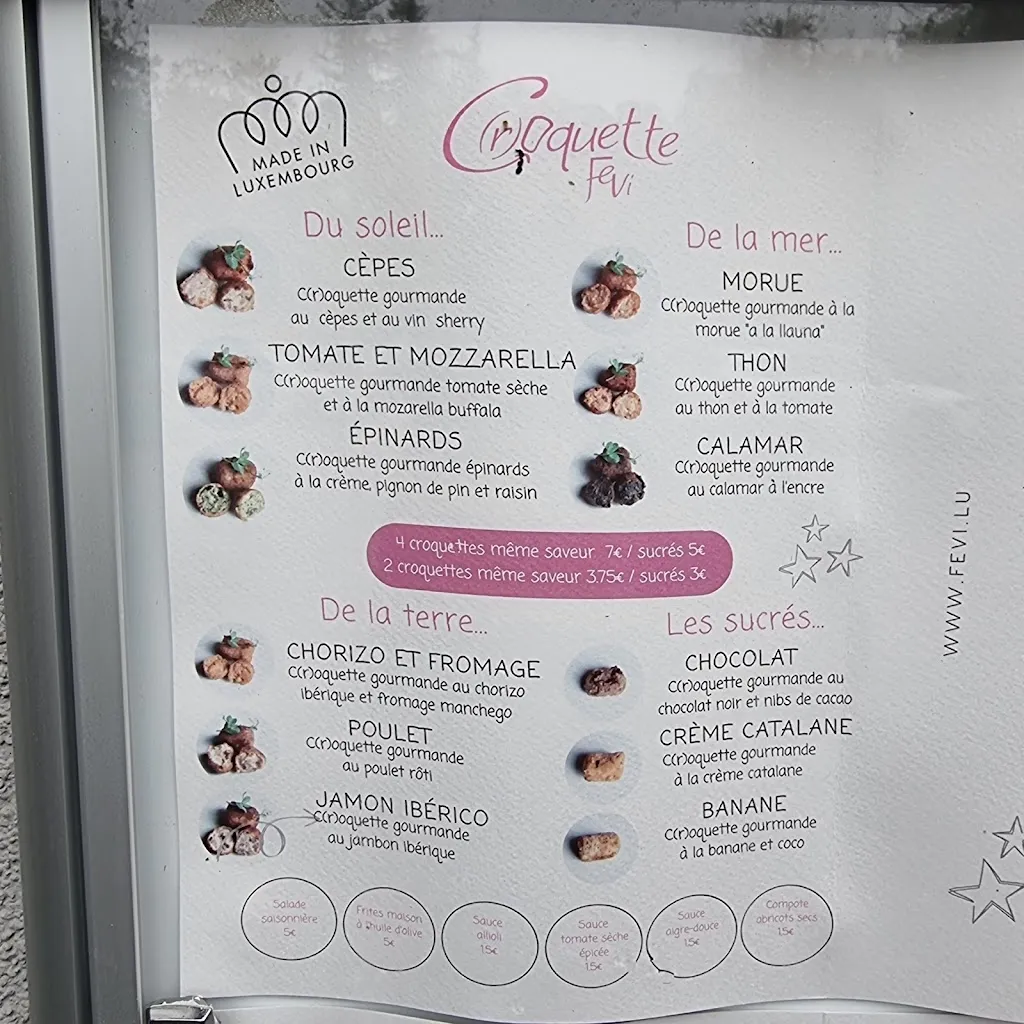 MADE IN
LUXEMBOURG
C(r)oquette
FeVi
Du soleil...
CÈPES
C(r)oquette gourmande
au cèpes et au vin sherry
TOMATE ET MOZZARELLA
C(r)oquette gourmande tomate sèche
et à la mozarella buffala
ÉPINARDS
C(r)oquette gourmande épinards
à la crème, pignon de pin et raisin
De la mer...
MORUE
C(r)oquette gourmande à la
morue "a la llauna"
THON
C(r)oquette gourmande
au thon et à la tomate
CALAMAR
C(r)oquette gourmande
au calamar à l'encre
4 croquettes même saveur 7€ / sucrés 5€
2 croquettes même saveur 3.75€ / sucrés 3€
De la terre...
CHORIZO ET FROMAGE
C(r)oquette gourmande au chorizo
ibérique et fromage manchego
POULET
C(r)oquette gourmande
au poulet rôti
JAMON IBÉRICO
C(r)oquette gourmande
au jambon ibérique
Les sucrés...
CHOCOLAT
C(r)oquette gourmande au
chocolat noir et nibs de cacao
CRÈME CATALANE
C(r)oquette gourmande
à la crème catalane
BANANE
C(r)oquette gourmande
à la banane et coco
Salade
saisonnière
5€
Frites maison
à l'huile d'olive
5€
Sauce
ailioli
1.5€
Sauce
tomate sèche
épicée
1.5€
Sauce
aigre-douce
1.5€
Compote
abricots secs
1.5€
WWW.FEVI.LU